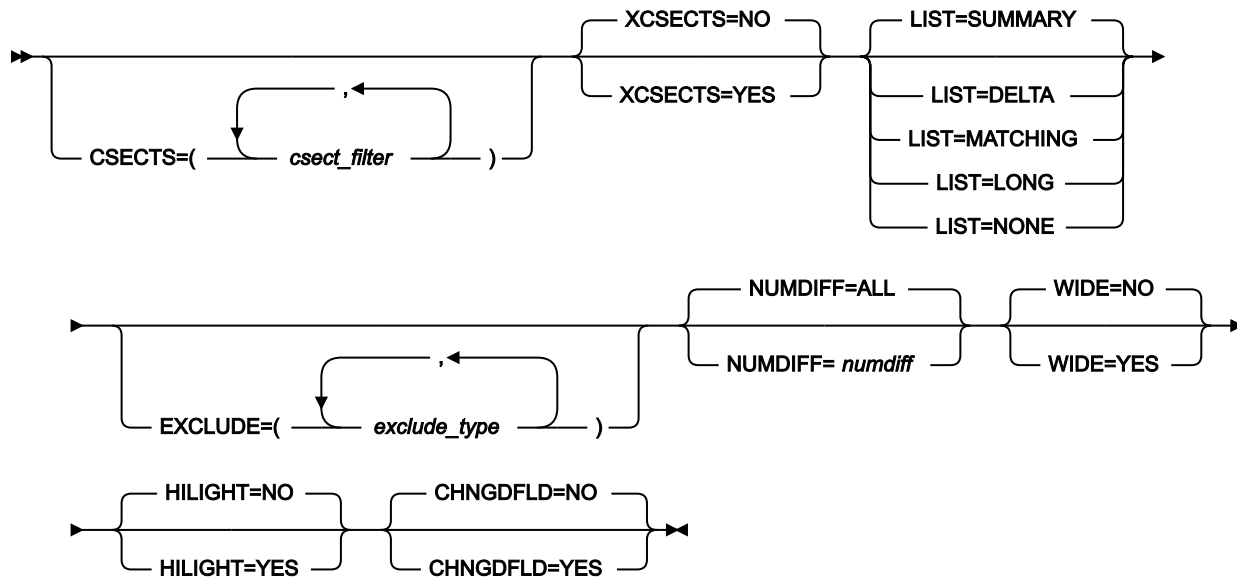 XCSECTS=NO
LIST=SUMMARY
XCSECTS=YES
LIST=DELTA
,
LIST=MATCHING
CSECTS=( csect_filter )
LIST=LONG
LIST=NONE
NUMDIFF=ALL
WIDE=NO
NUMDIFF= numdiff
WIDE=YES
,
EXCLUDE=( exclude_type )
HILIGHT=NO
CHNGDFLD=NO
HILIGHT=YES
CHNGDFLD=YES